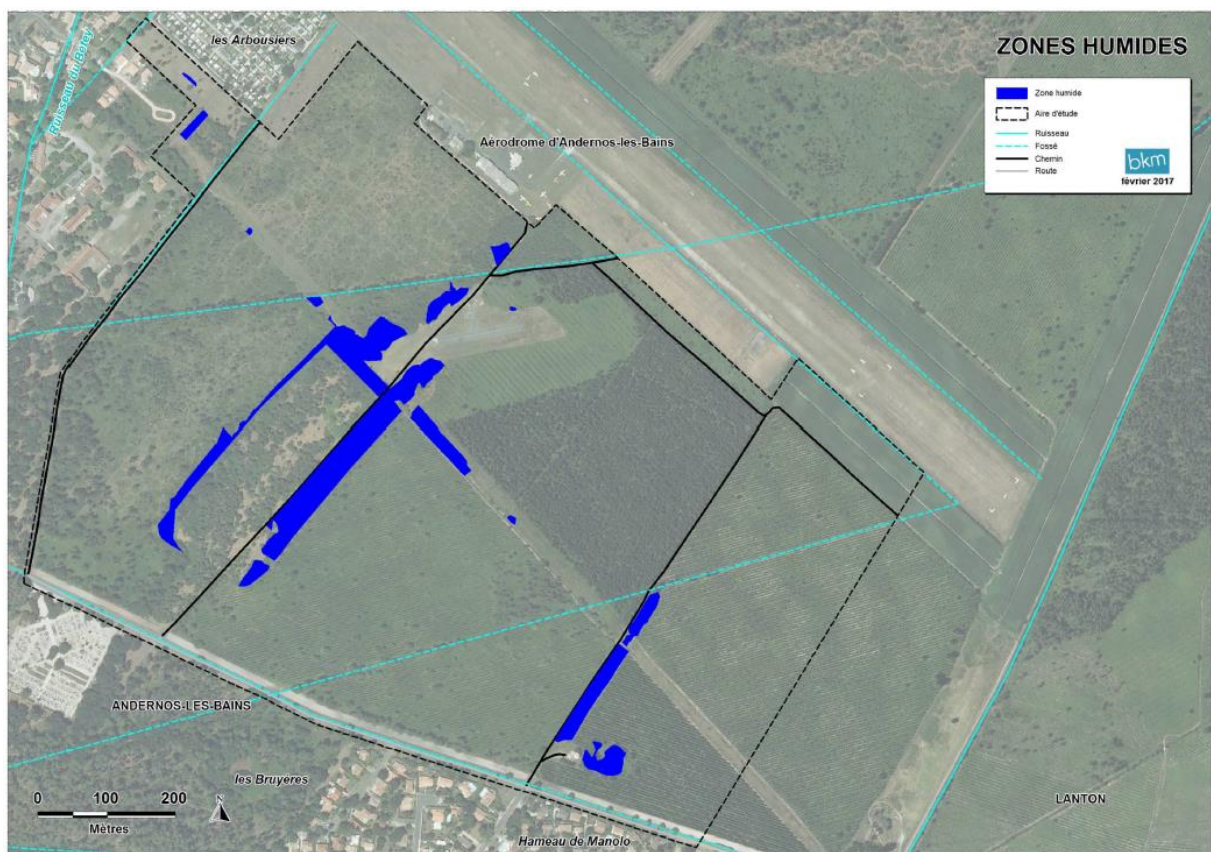 ZONES HUMIDES
Zone humide
Aire d'étude
Ruisseau
Fossé
Chemin
Route
bkm
février 2017
les Arbousiers
Ruisseau du Betey
Aérodrome d'Andernos-les-Bains
ANDERNOS-LES-BAINS
les Bruyères
Hameau de Manolo
LANTON
0 100 200
Mètres
N